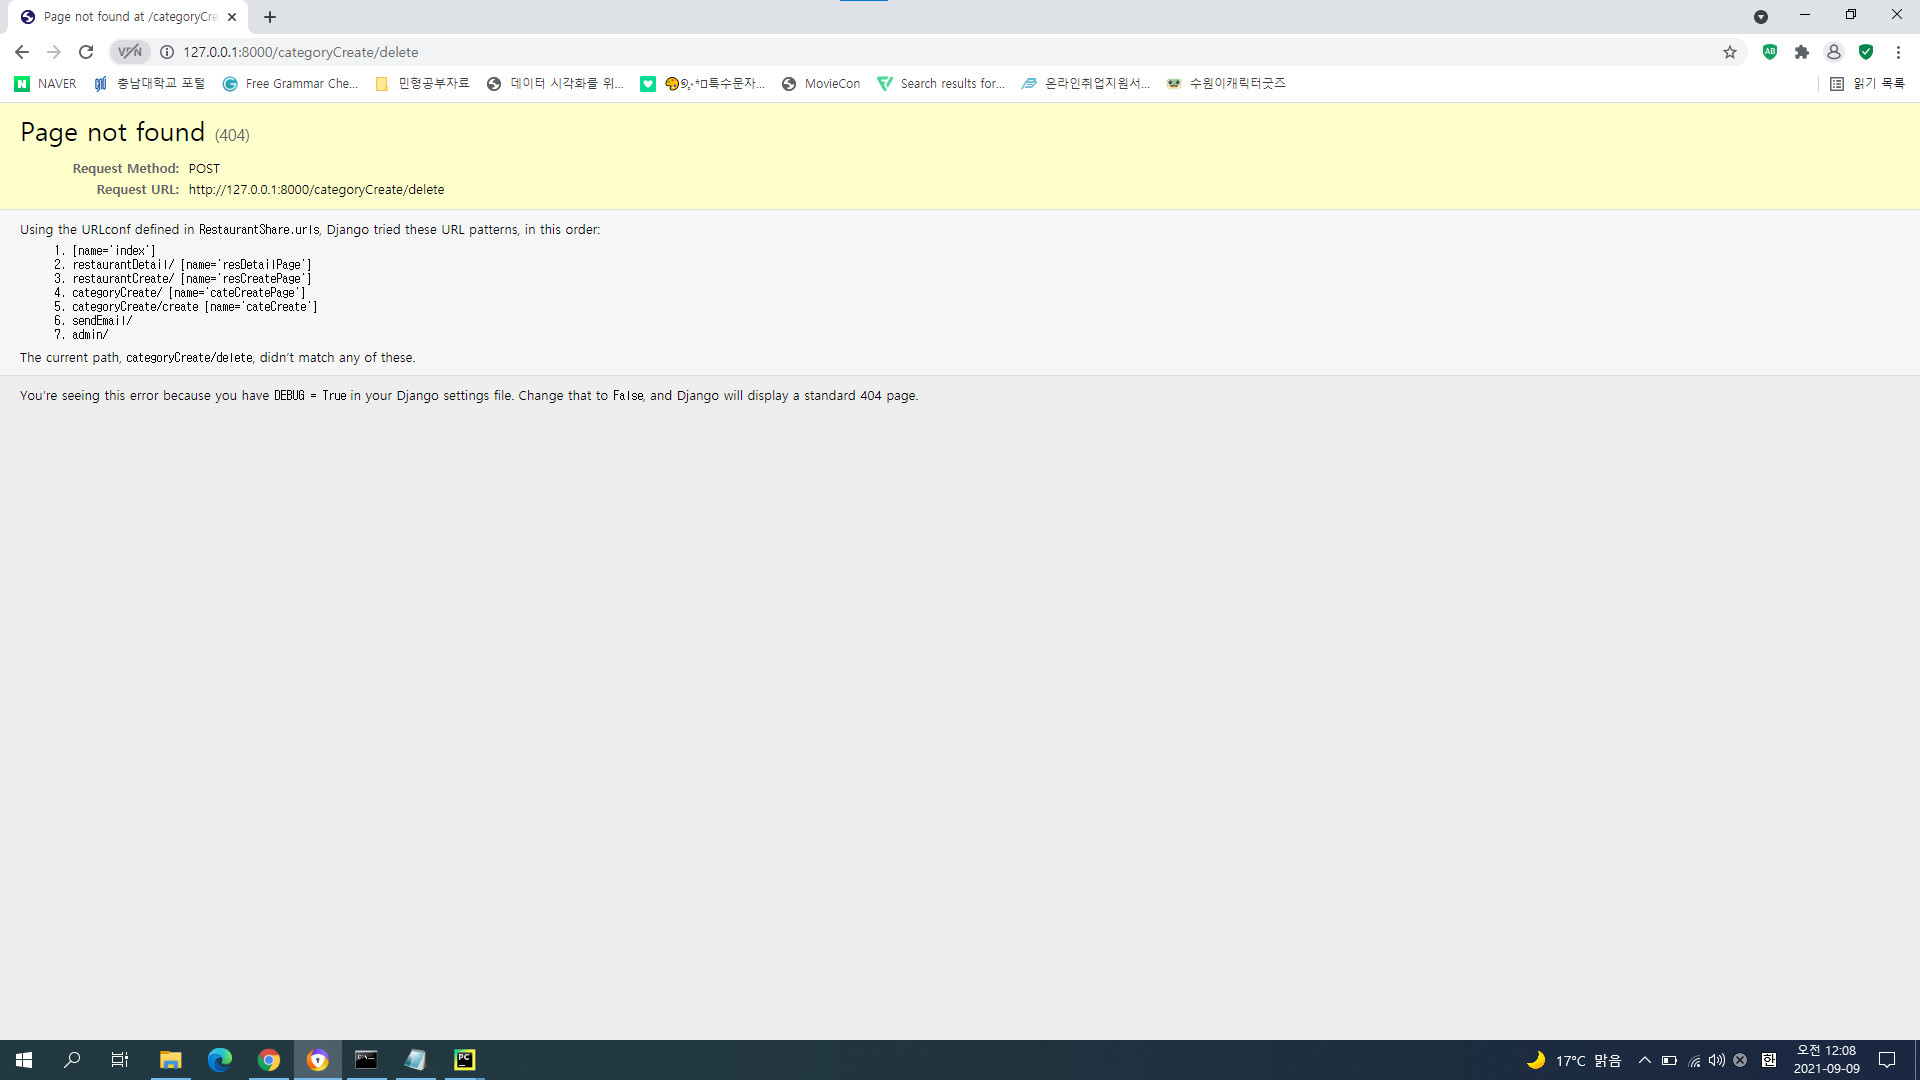 Page not found at /categoryCre
VPN
127.0.0.1:8000/categoryCreate/delete
NAVER 충남대학교 포털 Free Grammar Che... 민형공부자료 데이터 시각화를 위... 특수문자... MovieCon Search results for... 온라인취업지원서... 수원이캐릭터굿즈 읽기 목록
Page not found (404)
Request Method: POST
Request URL: http://127.0.0.1:8000/categoryCreate/delete
Using the URLconf defined in RestaurantShare.urls, Django tried these URL patterns, in this order:
1. [name='index']
2. restaurantDetail/ [name='resDetailPage']
3. restaurantCreate/ [name='resCreatePage']
4. categoryCreate/ [name='cateCreatePage']
5. categoryCreate/create [name='cateCreate']
6. sendEmail/
7. admin/
The current path, categoryCreate/delete, didn't match any of these.
You're seeing this error because you have DEBUG = True in your Django settings file. Change that to False, and Django will display a standard 404 page.
17°C 맑음
한
오전 12:08
2021-09-09